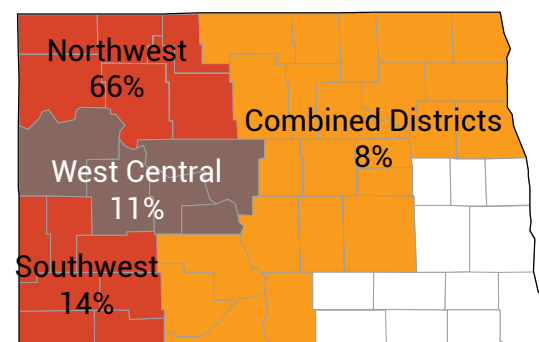 Northwest
66%
Combined Districts
8%
West Central
11%
Southwest
14%